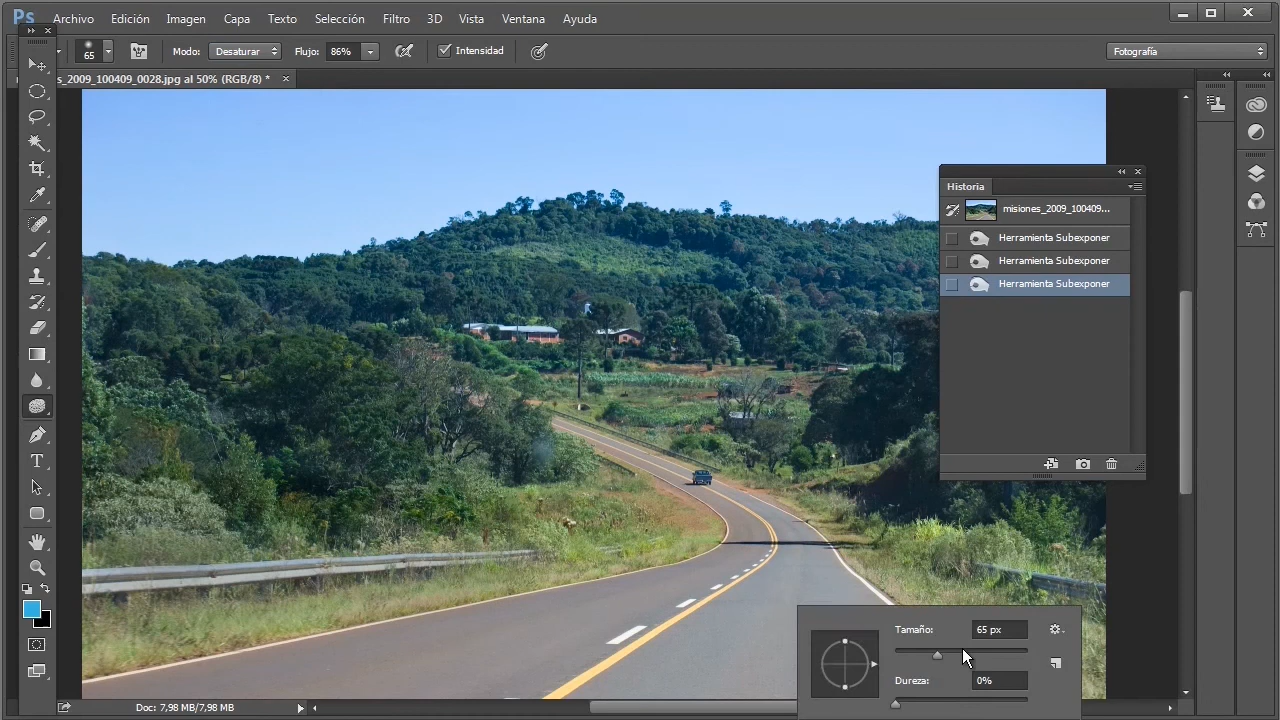 Ps Archivo Edición Imagen Capa Texto Selección Filtro 3D Vista Ventana Ayuda
65 Modo: Desaturar Flujo: 86% Intensidad Fotografía
s_2009_100409_0028.jpg al 50% (RGB/8) *
Historia
misiones_2009_100409...
Herramienta Subexponer
Herramienta Subexponer
Herramienta Subexponer
T
Tamaño: 65 px
Dureza: 0%
Doc: 7,98 MB/7,98 MB